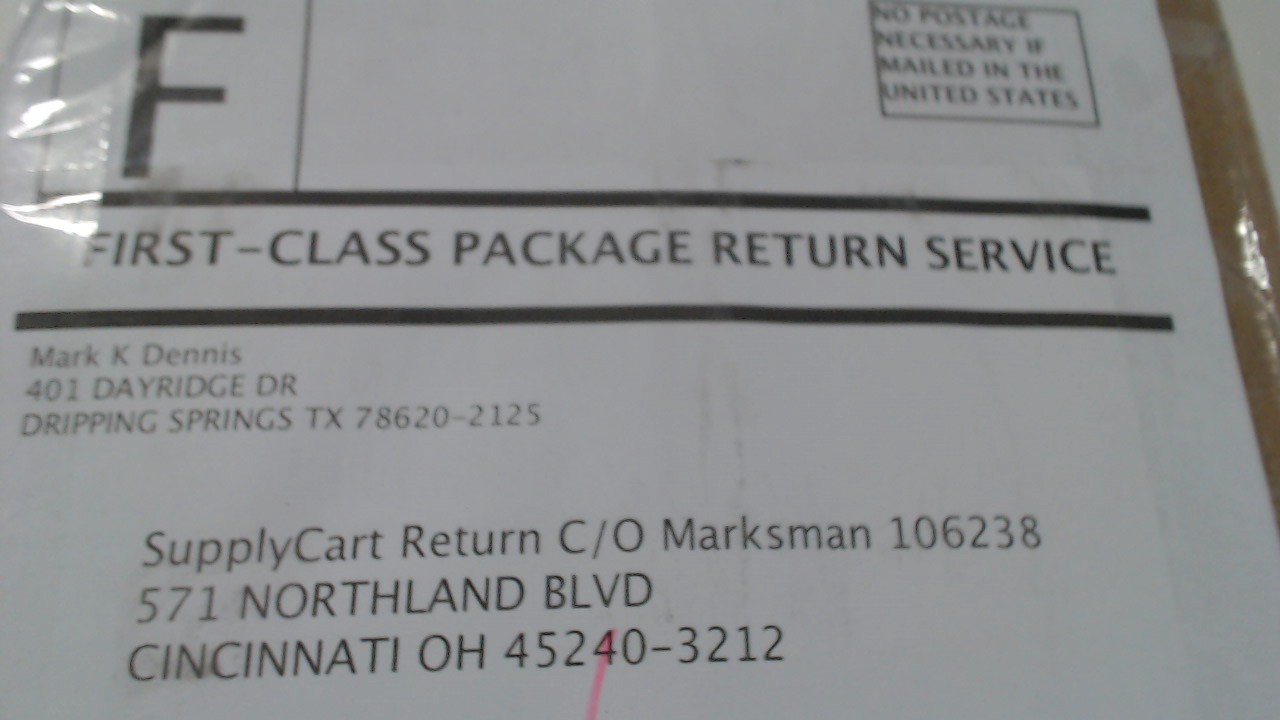 F
NO POSTAGE
NECESSARY IF
MAILED IN THE
UNITED STATES
FIRST-CLASS PACKAGE RETURN SERVICE
Mark K Dennis
401 DAYRIDGE DR
DRIPPING SPRINGS TX 78620-2125
SupplyCart Return C/O Marksman 106238
571 NORTHLAND BLVD
CINCINNATI OH 45240-3212